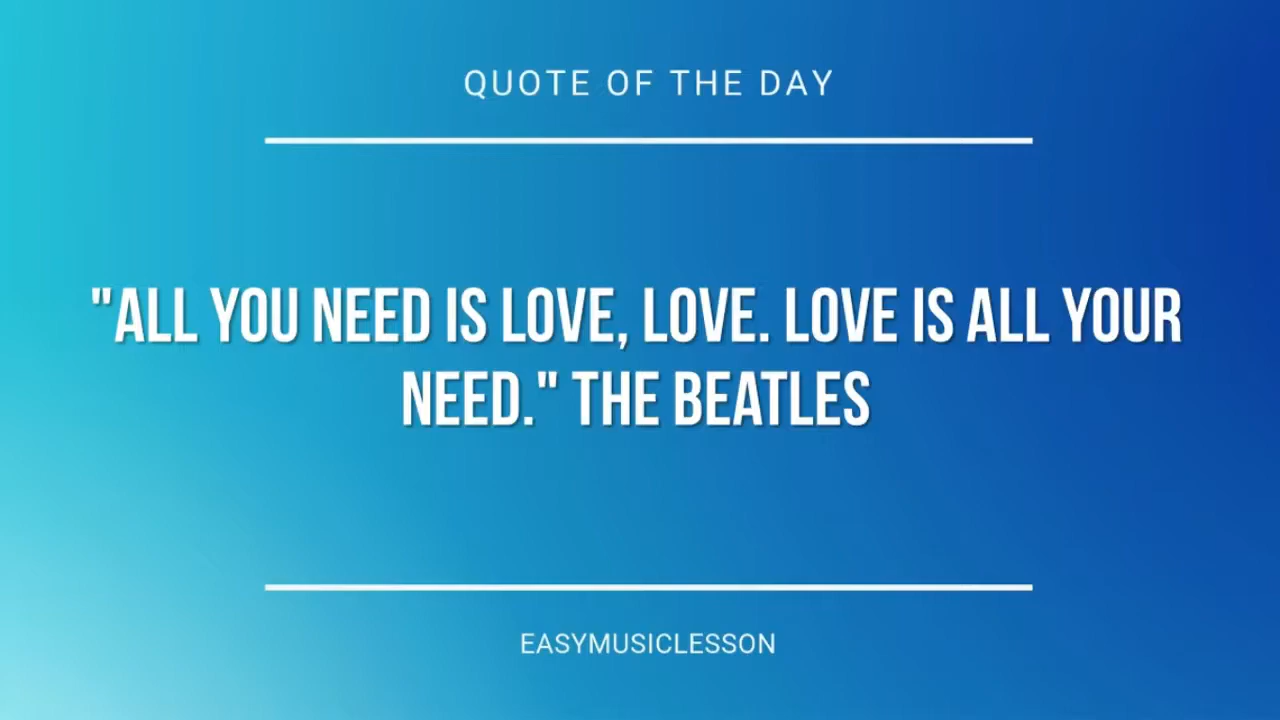 QUOTE OF THE DAY
"ALL YOU NEED IS LOVE, LOVE. LOVE IS ALL YOUR
NEED." THE BEATLES
EASYMUSICLESSON